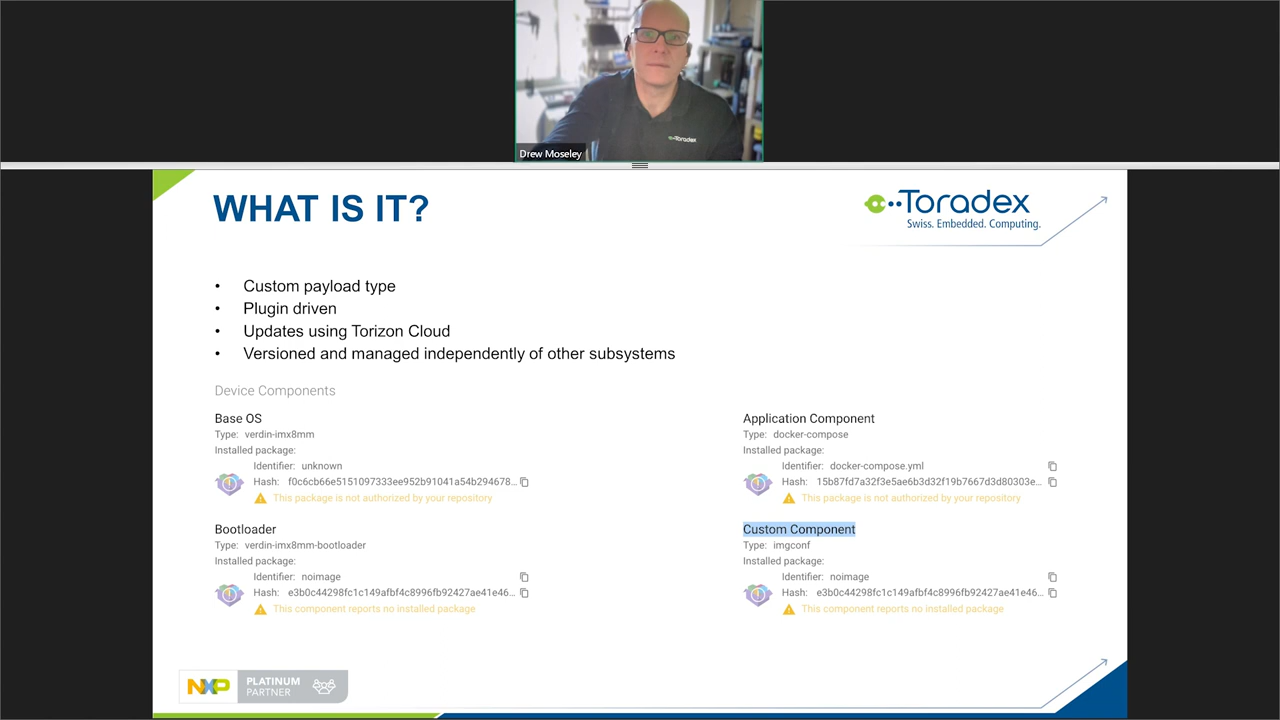 Toradex
Drew Moseley
WHAT IS IT?
Toradex
Swiss. Embedded. Computing.
• Custom payload type
• Plugin driven
• Updates using Torizon Cloud
• Versioned and managed independently of other subsystems
Device Components
Base OS
Type: verdin-imx8mm
Installed package:
Identifier: unknown
Hash: f0c6cb66e5151097333ee952b91041a54b294678...
This package is not authorized by your repository
Application Component
Type: docker-compose
Installed package:
Identifier: docker-compose.yml
Hash: 15b87fd7a32f3e5ae6b3d32f19b7667d3d80303e...
This package is not authorized by your repository
Bootloader
Type: verdin-imx8mm-bootloader
Installed package:
Identifier: noimage
Hash: e3b0c44298fc1c149afbf4c8996fb92427ae41e46...
This component reports no installed package
Custom Component
Type: imgconf
Installed package:
Identifier: noimage
Hash: e3b0c44298fc1c149afbf4c8996fb92427ae41e46...
This component reports no installed package
NXP
PLATINUM
PARTNER